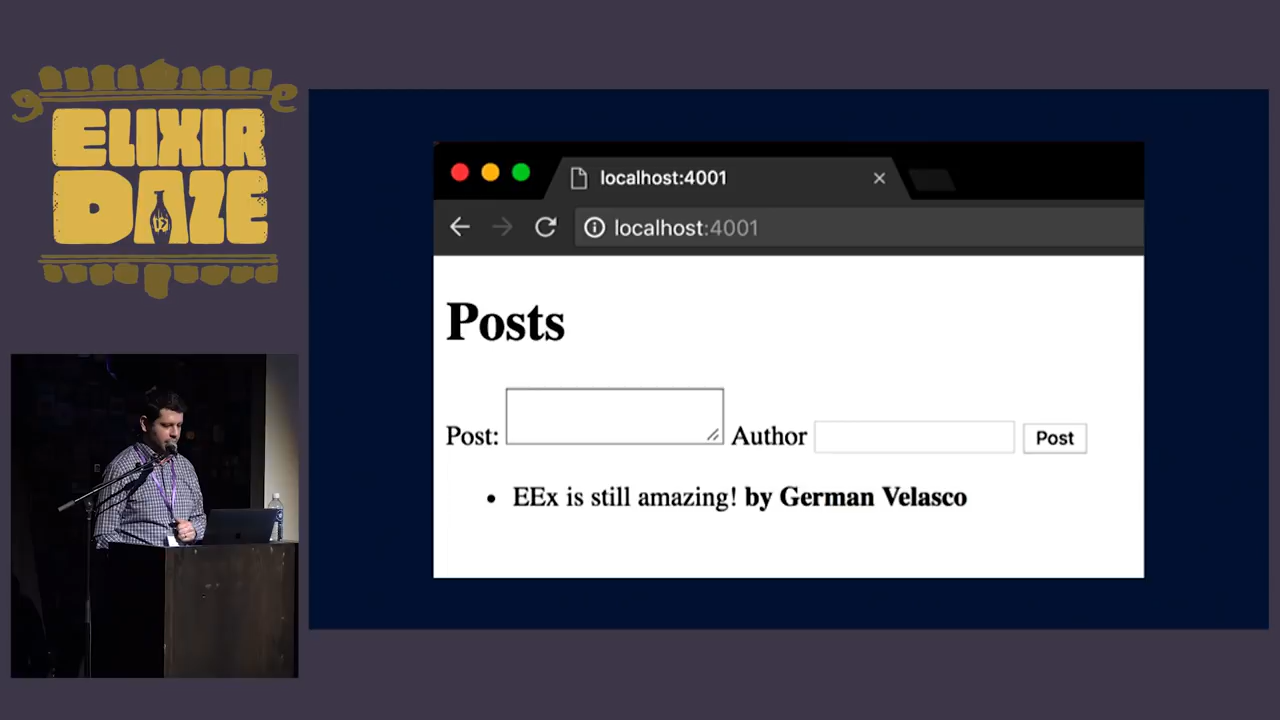 ELIXIR
DAZE
localhost:4001
localhost:4001
Posts
Post: Author Post
EEx is still amazing! by German Velasco